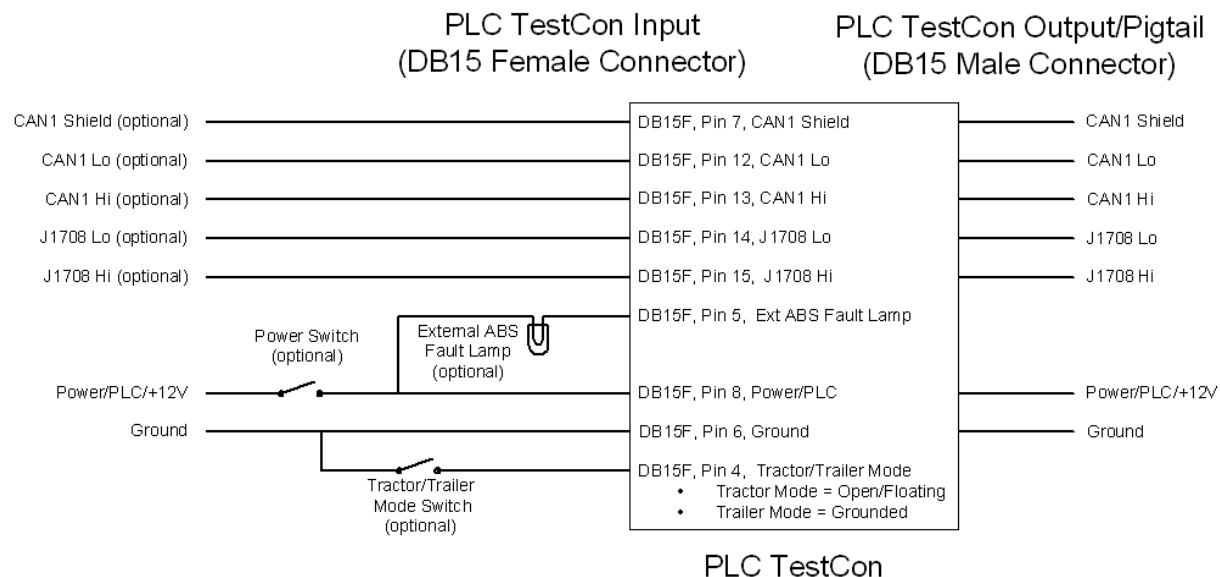 PLC TestCon Input
(DB15 Female Connector)
PLC TestCon Output/Pigtail
(DB15 Male Connector)
CAN1 Shield (optional)
DB15F, Pin 7, CAN1 Shield
CAN1 Shield
CAN1 Lo (optional)
DB15F, Pin 12, CAN1 Lo
CAN1 Lo
CAN1 Hi (optional)
DB15F, Pin 13, CAN1 Hi
CAN1 Hi
J1708 Lo (optional)
DB15F, Pin 14, J1708 Lo
J1708 Lo
J1708 Hi (optional)
DB15F, Pin 15, J1708 Hi
J1708 Hi
DB15F, Pin 5, Ext ABS Fault Lamp
Power Switch
(optional)
External ABS
Fault Lamp
(optional)
Power/PLC/+12V
DB15F, Pin 8, Power/PLC
Power/PLC/+12V
Ground
DB15F, Pin 6, Ground
Ground
DB15F, Pin 4, Tractor/Trailer Mode
• Tractor Mode = Open/Floating
• Trailer Mode = Grounded
Tractor/Trailer
Mode Switch
(optional)
PLC TestCon